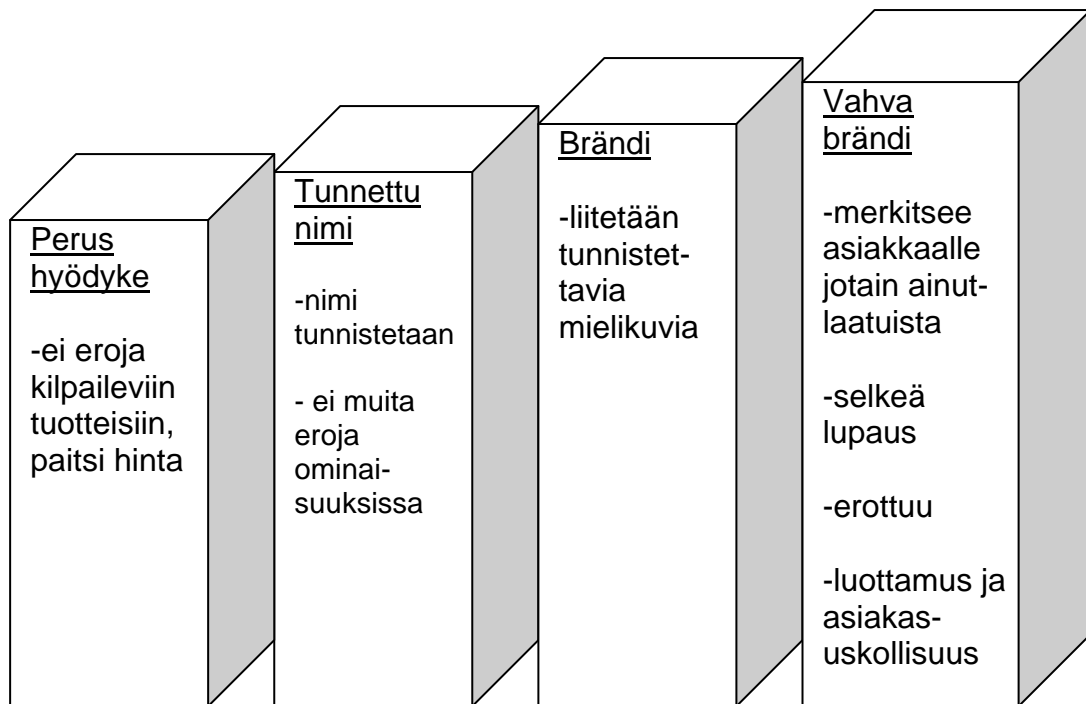 Perus
hyödyke
-ei eroja
kilpaileviin
tuotteisiin,
paitsi hinta
Tunnettu
nimi
-nimi
tunnistetaan
- ei muita
eroja
ominai-
suuksissa
Brändi
-liitetään
tunnistet-
tavia
mielikuvia
Vahva
brändi
-merkitsee
asiakkaalle
jotain ainut-
laatuista
-selkeä
lupaus
-erottuu
-luottamus ja
asiakas-
uskollisuus